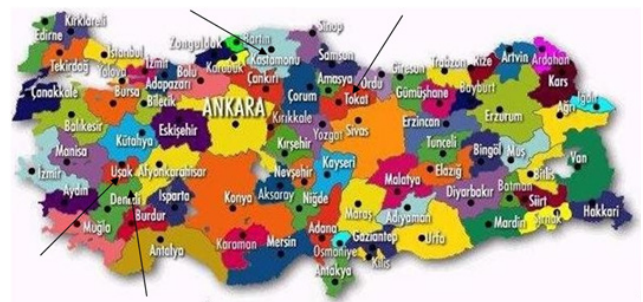 Edirne
Kırklareli
Tekirdağ
İstanbul
Yalova
İzmit
Adapazarı
Bolu
Zongulduk
Bartın
Karabük
Kastamonu
Sinop
Samsun
Çankırı
Çorum
Amasya
Ordu
Tokat
Giresun
Gümüşhane
Trabzon
Rize
Bayburt
Artvin
Ardahan
Kars
Iğdır
Ağrı
Çanakkale
Bursa
Bilecik
ANKARA
Kırıkkale
Yozgat
Sivas
Erzincan
Erzurum
Balıkesir
Kütahya
Eskişehir
Kırşehir
Kayseri
Tunceli
Bingöl
Muş
Van
Manisa
İzmir
Uşak
Afyonkarahisar
Nevşehir
Malatya
Elazığ
Bitlis
Aydın
Denizli
Isparta
Konya
Aksaray
Niğde
Maraş
Adıyaman
Diyarbakır
Batman
Siirt
Şırnak
Hakkari
Muğla
Burdur
Antalya
Karaman
Mersin
Adana
Osmaniye
Gaziantep
Kilis
Urfa
Mardin
Antakya